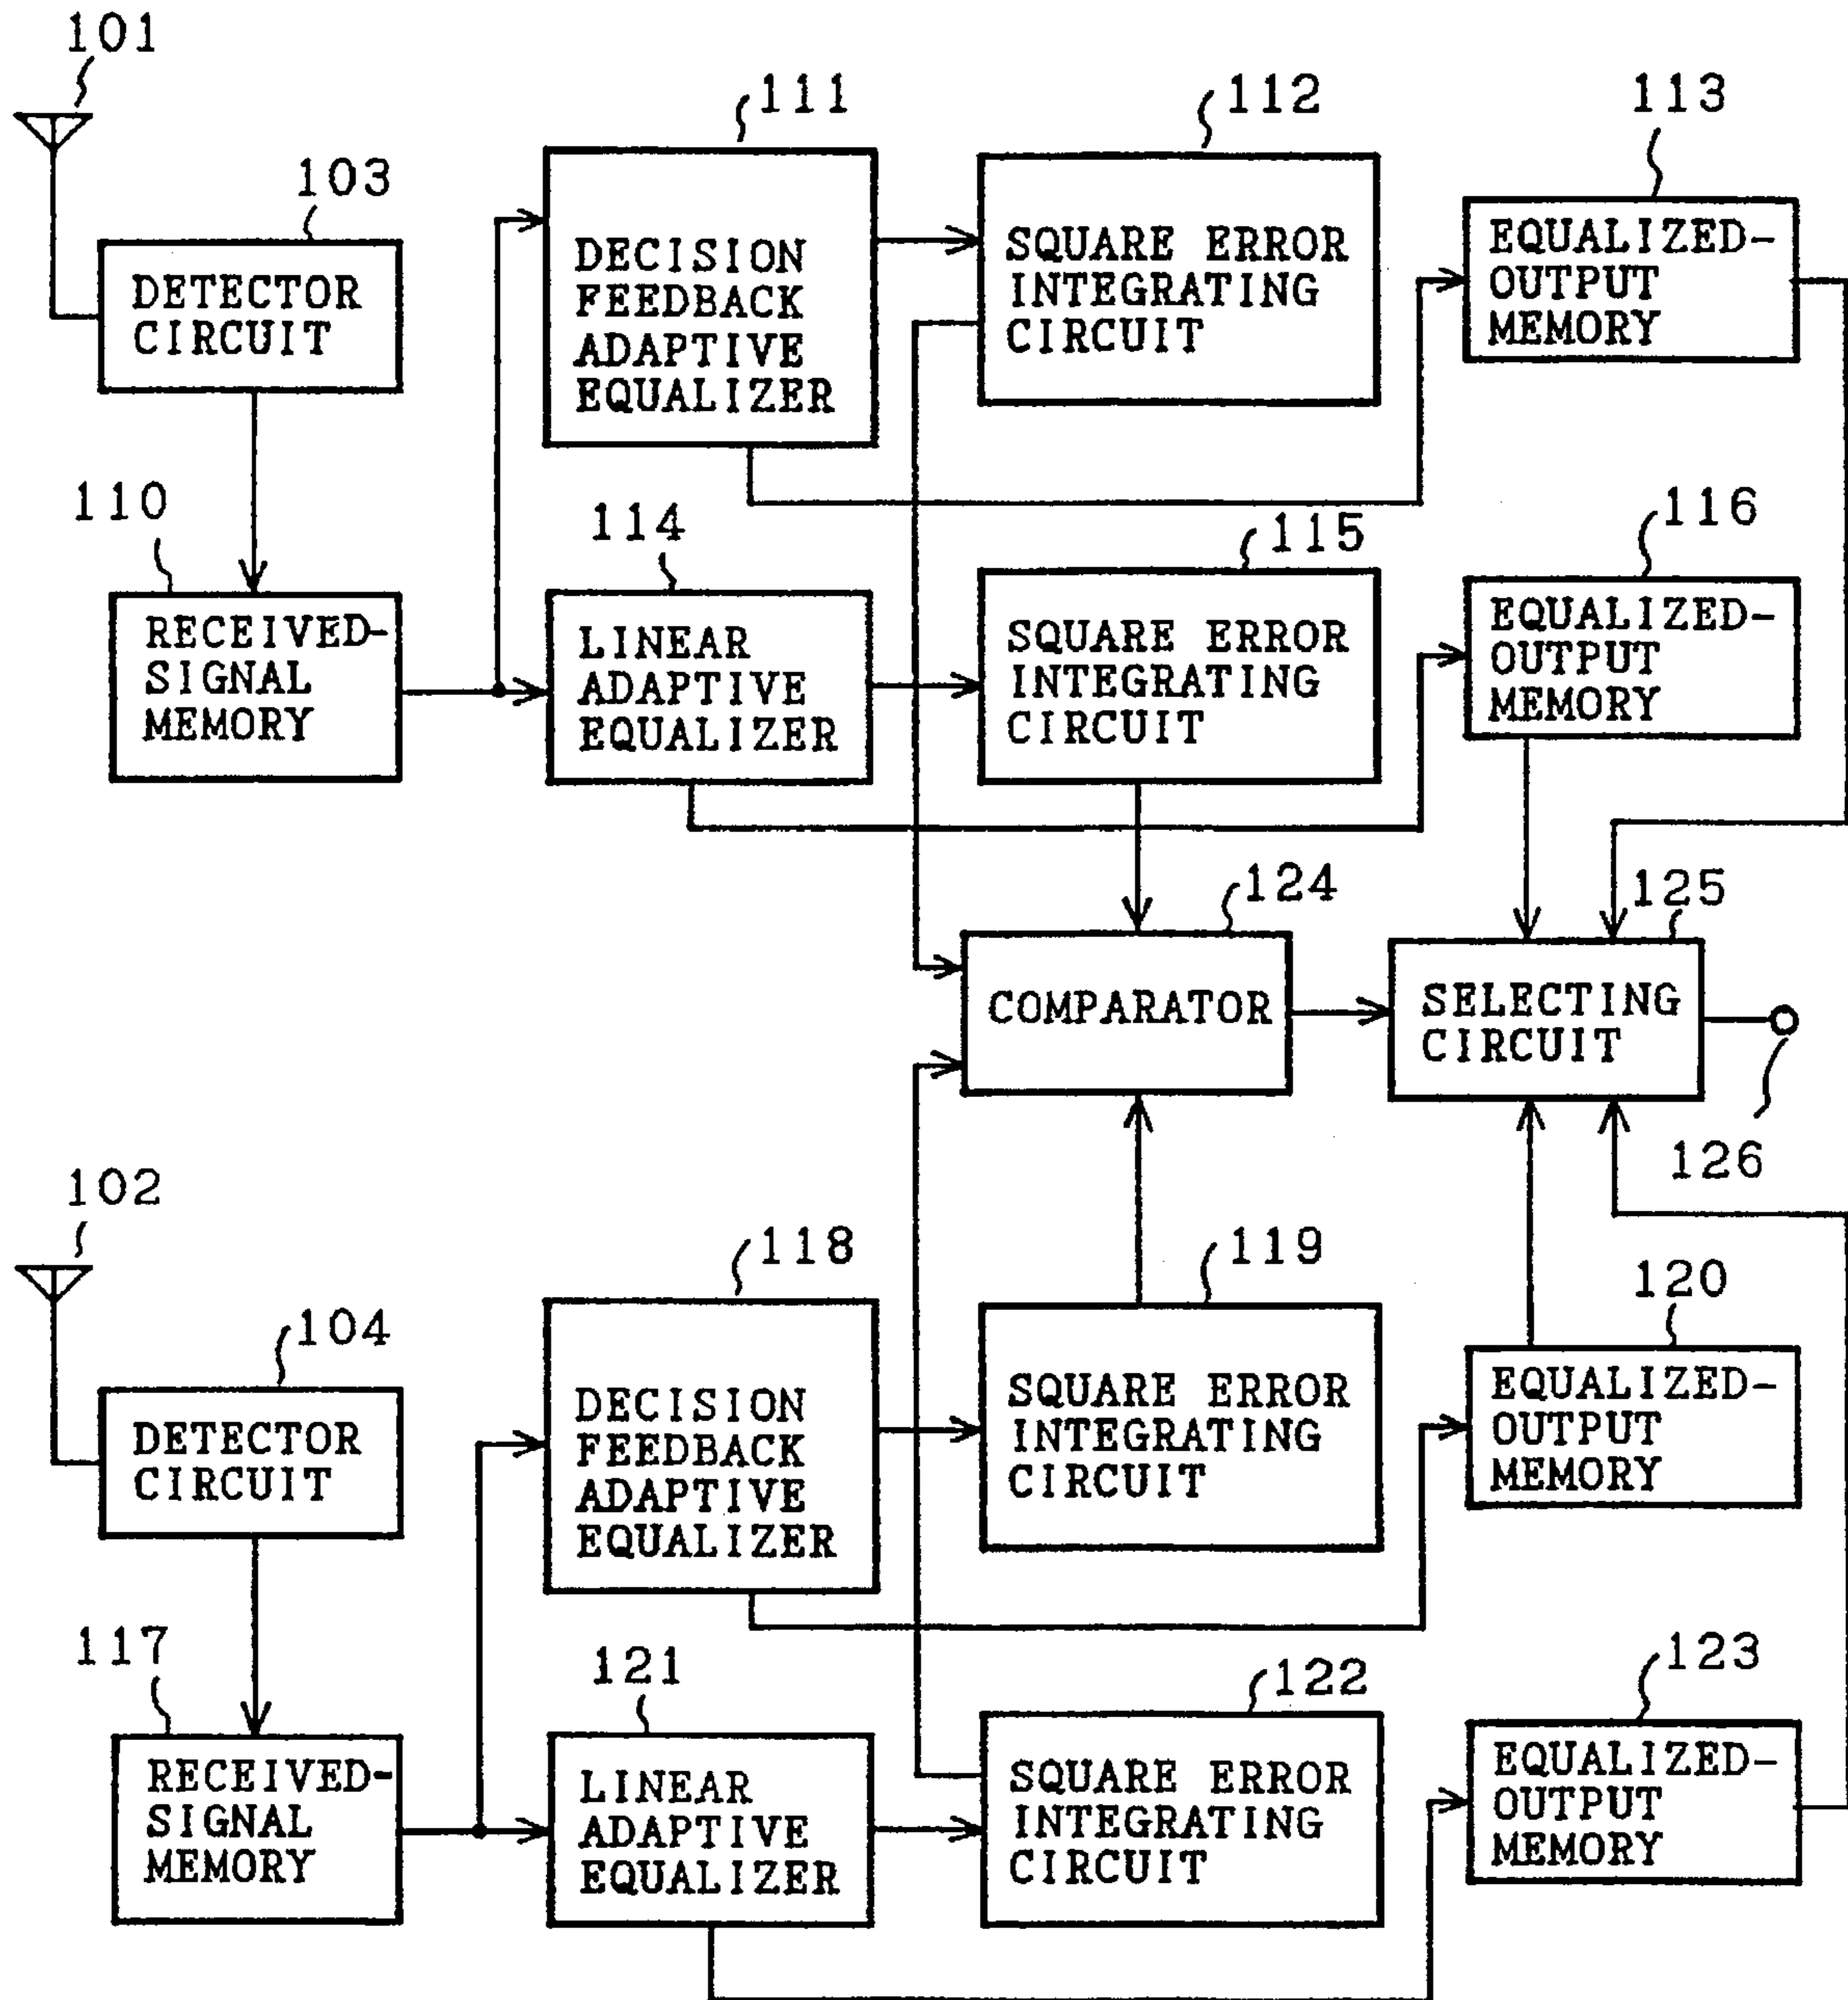 101
111
112
113
103
DETECTOR
CIRCUIT
DECISION
FEEDBACK
ADAPTIVE
EQUALIZER
SQUARE ERROR
INTEGRATING
CIRCUIT
EQUALIZED-
OUTPUT
MEMORY
110
114
115
116
RECEIVED-
SIGNAL
MEMORY
LINEAR
ADAPTIVE
EQUALIZER
SQUARE ERROR
INTEGRATING
CIRCUIT
EQUALIZED-
OUTPUT
MEMORY
124
125
COMPARATOR
SELECTING
CIRCUIT
126
102
118
119
120
104
DETECTOR
CIRCUIT
DECISION
FEEDBACK
ADAPTIVE
EQUALIZER
SQUARE ERROR
INTEGRATING
CIRCUIT
EQUALIZED-
OUTPUT
MEMORY
117
121
122
123
RECEIVED-
SIGNAL
MEMORY
LINEAR
ADAPTIVE
EQUALIZER
SQUARE ERROR
INTEGRATING
CIRCUIT
EQUALIZED-
OUTPUT
MEMORY